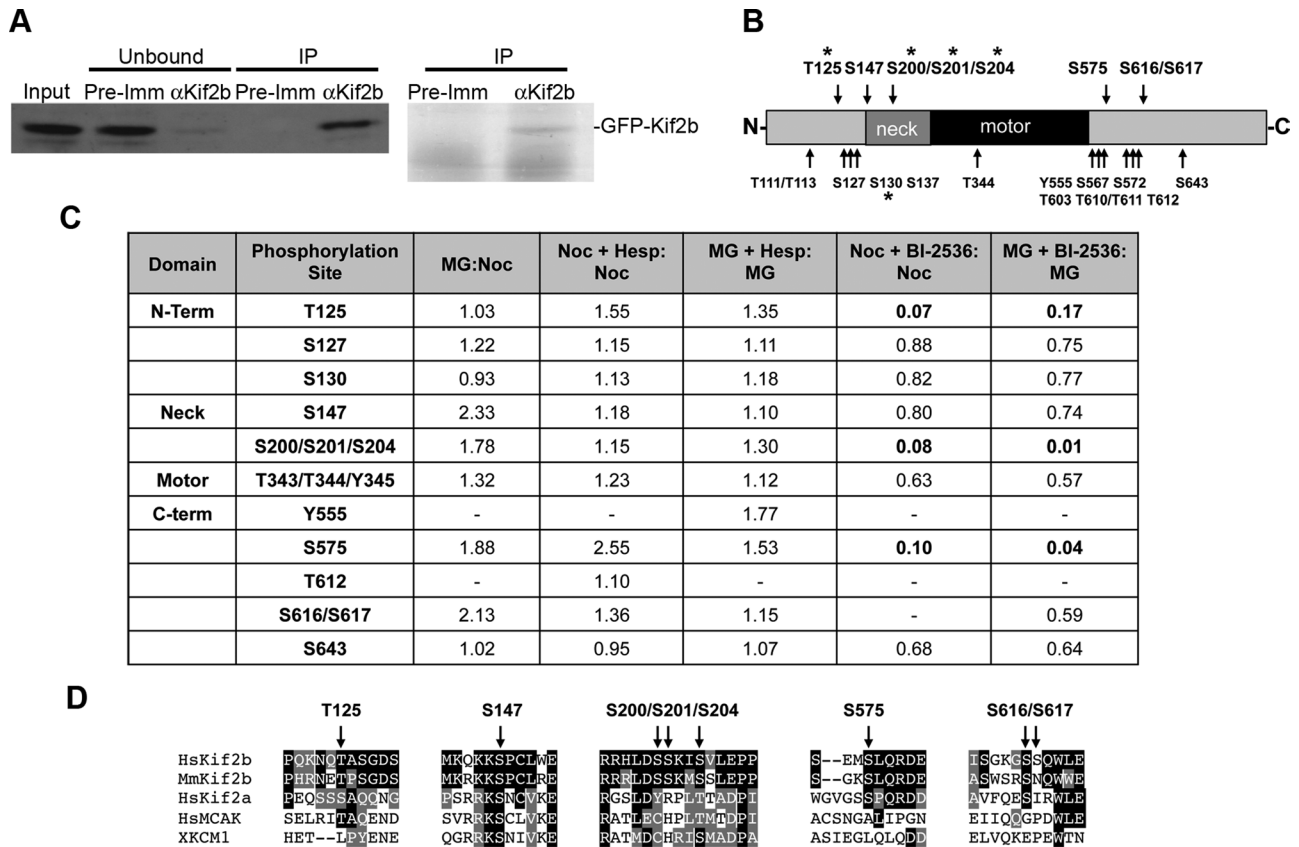 A
Unbound IP
Input Pre-Imm αKif2b Pre-Imm αKif2b
IP
Pre-Imm αKif2b
-GFP-Kif2b
B
* * * *
T125 S147 S200/S201/S204 S575 S616/S617
N- neck motor -C
T111/T113 S127 S130 S137 T344 Y555 S567 S572 S643
* T603 T610/T611 T612
C
Domain Phosphorylation Site MG:Noc Noc + Hesp: Noc MG + Hesp: MG Noc + BI-2536: Noc MG + BI-2536: MG
N-Term T125 1.03 1.55 1.35 0.07 0.17
S127 1.22 1.15 1.11 0.88 0.75
S130 0.93 1.13 1.18 0.82 0.77
Neck S147 2.33 1.18 1.10 0.80 0.74
S200/S201/S204 1.78 1.15 1.30 0.08 0.01
Motor T343/T344/Y345 1.32 1.23 1.12 0.63 0.57
C-term Y555 - - 1.77 - -
S575 1.88 2.55 1.53 0.10 0.04
T612 - 1.10 - - -
S616/S617 2.13 1.36 1.15 - 0.59
S643 1.02 0.95 1.07 0.68 0.64
D
T125 S147 S200/S201/S204 S575 S616/S617
HsKif2b PQKNQTASGDS MKQKKSPCLWE RRHLDSSKISVLEPP S--EMSLQRDE ISGKGSSQWLE
MmKif2b PHRNETPSGDS MKRKKSPCLRE RRRLDSSKMSSLEPP S--GKSLQRDE ASWSRSNQWWE
HsKif2a PEQSSSAQQNG PSRRKSNCVKE RGSLDYRPLTTADPI WGVGSSPQRDD AVFQESIRWLE
HsMCAK SELRITAQEND SVRRKSCLVKE RATLECHPLTMTDPI ACSNGALIPGN EIIQQGPDWLE
XKCM1 HET--LPYENE QGRRKSNIVKE RATMDCHRISMADPA ASIEGLQLQDD ELVQKEPEWTN